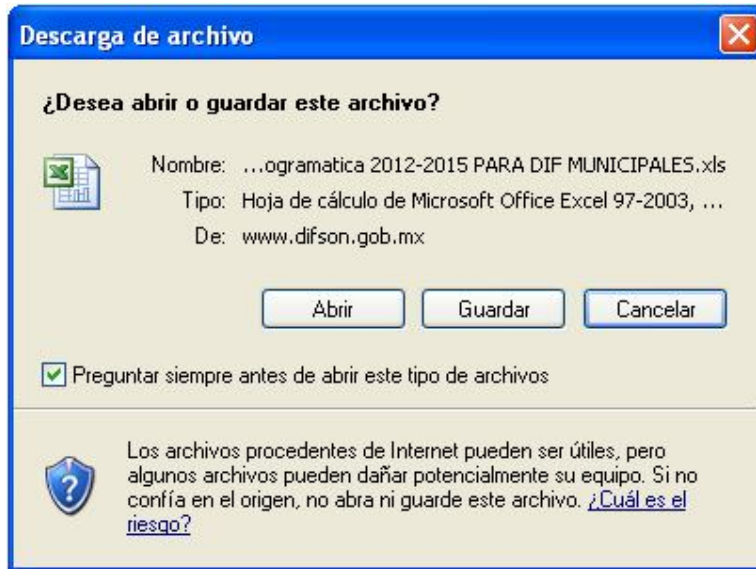 Descarga de archivo
¿Desea abrir o guardar este archivo?
Nombre: ...ogramatica 2012-2015 PARA DIF MUNICIPALES.xls
Tipo: Hoja de cálculo de Microsoft Office Excel 97-2003, ...
De: www.difson.gob.mx
Abrir Guardar Cancelar
Preguntar siempre antes de abrir este tipo de archivos
Los archivos procedentes de Internet pueden ser útiles, pero
algunos archivos pueden dañar potencialmente su equipo. Si no
confía en el origen, no abra ni guarde este archivo. ¿Cuál es el
riesgo?